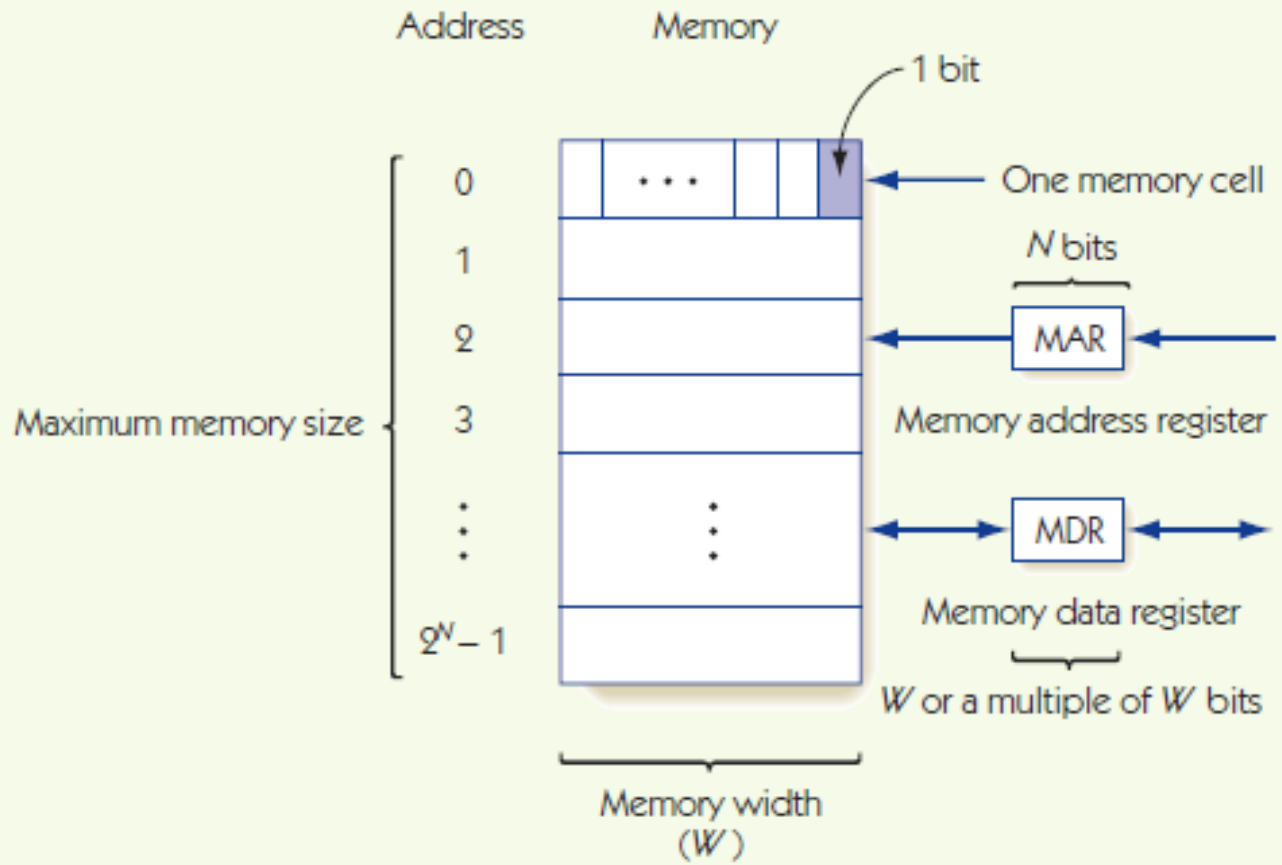 Address Memory
1 bit
0 • • • One memory cell
1
N bits
2 MAR
Maximum memory size 3 Memory address register
MDR
Memory data register
2ᴺ – 1
W or a multiple of W bits
Memory width
(W)